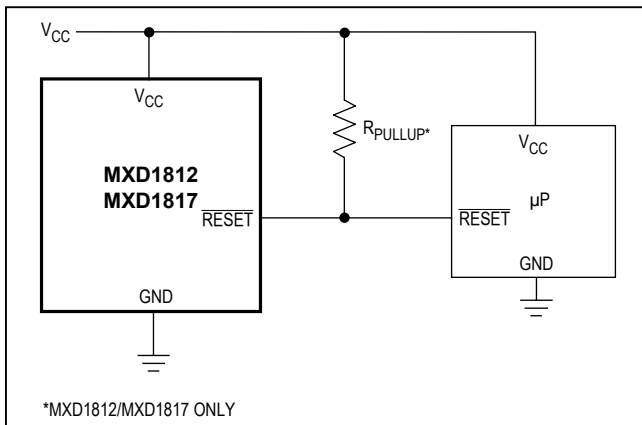 VCC
VCC
RPULLUP*
VCC
MXD1812
MXD1817
µP
RESET
RESET
GND
GND
*MXD1812/MXD1817 ONLY